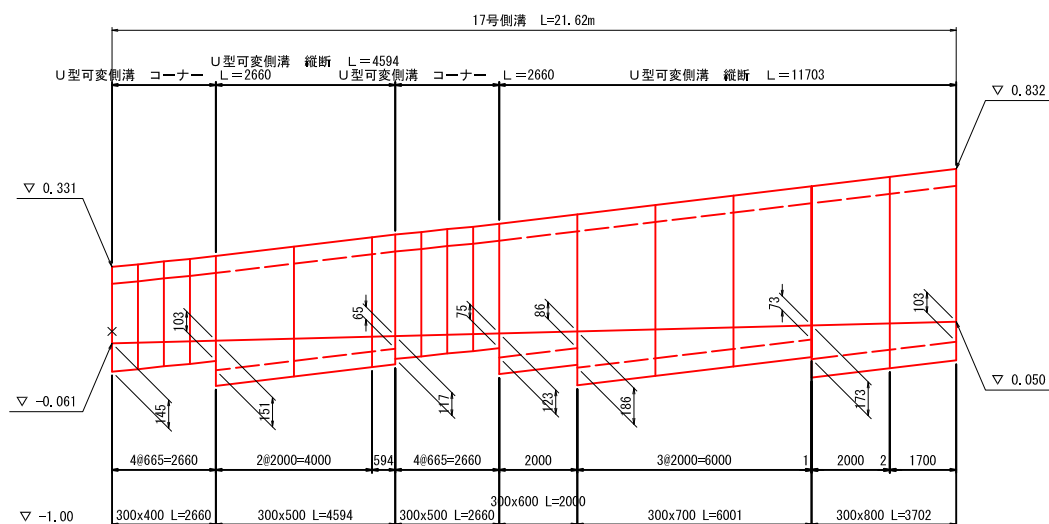 17号側溝 L=21.62m
U型可変側溝 縦断 L=4594
U型可変側溝 コーナー L=2660
U型可変側溝 コーナー L=2660
U型可変側溝 縦断 L=11703
▽ 0.832
▽ 0.331
103
65
75
86
73
103
▽ -0.061
▽ 0.050
145
151
117
123
186
173
4@665=2660
2@2000=4000
594
4@665=2660
2000
3@2000=6000
1
2000
2
1700
300x600 L=2000
▽ -1.00
300x400 L=2660
300x500 L=4594
300x500 L=2660
300x700 L=6001
300x800 L=3702